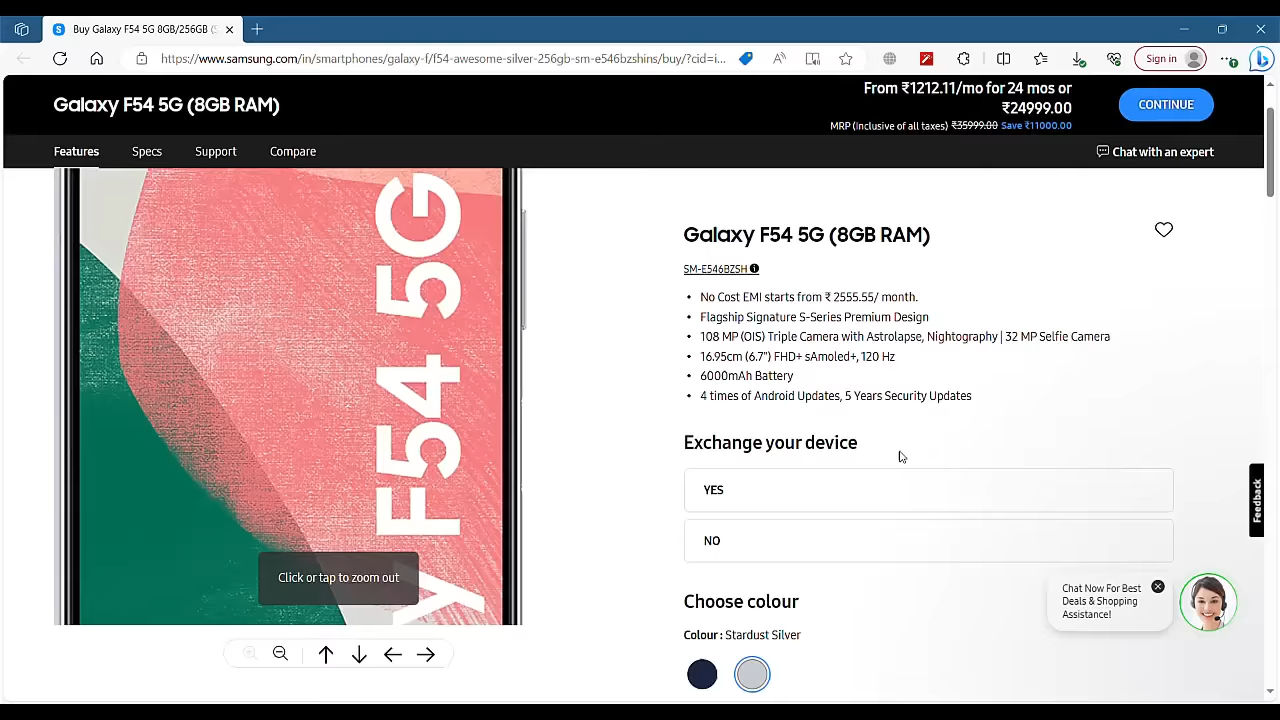 Buy Galaxy F54 5G 8GB/256GB (S
https://www.samsung.com/in/smartphones/galaxy-f/f54-awesome-silver-256gb-sm-e546bzshins/buy/?cid=i...
Sign in
Galaxy F54 5G (8GB RAM)
From ₹1212.11/mo for 24 mos or
₹24999.00
MRP (Inclusive of all taxes) ₹35999.00 Save ₹11000.00
CONTINUE
Features Specs Support Compare
Chat with an expert
y F54 5G
Click or tap to zoom out
Galaxy F54 5G (8GB RAM)
SM-E546BZSH
• No Cost EMI starts from ₹ 2555.55/ month.
• Flagship Signature S-Series Premium Design
• 108 MP (OIS) Triple Camera with Astrolapse, Nightography | 32 MP Selfie Camera
• 16.95cm (6.7") FHD+ sAmoled+, 120 Hz
• 6000mAh Battery
• 4 times of Android Updates, 5 Years Security Updates
Exchange your device
YES
NO
Choose colour
Colour : Stardust Silver
Feedback
Chat Now For Best
Deals & Shopping
Assistance!